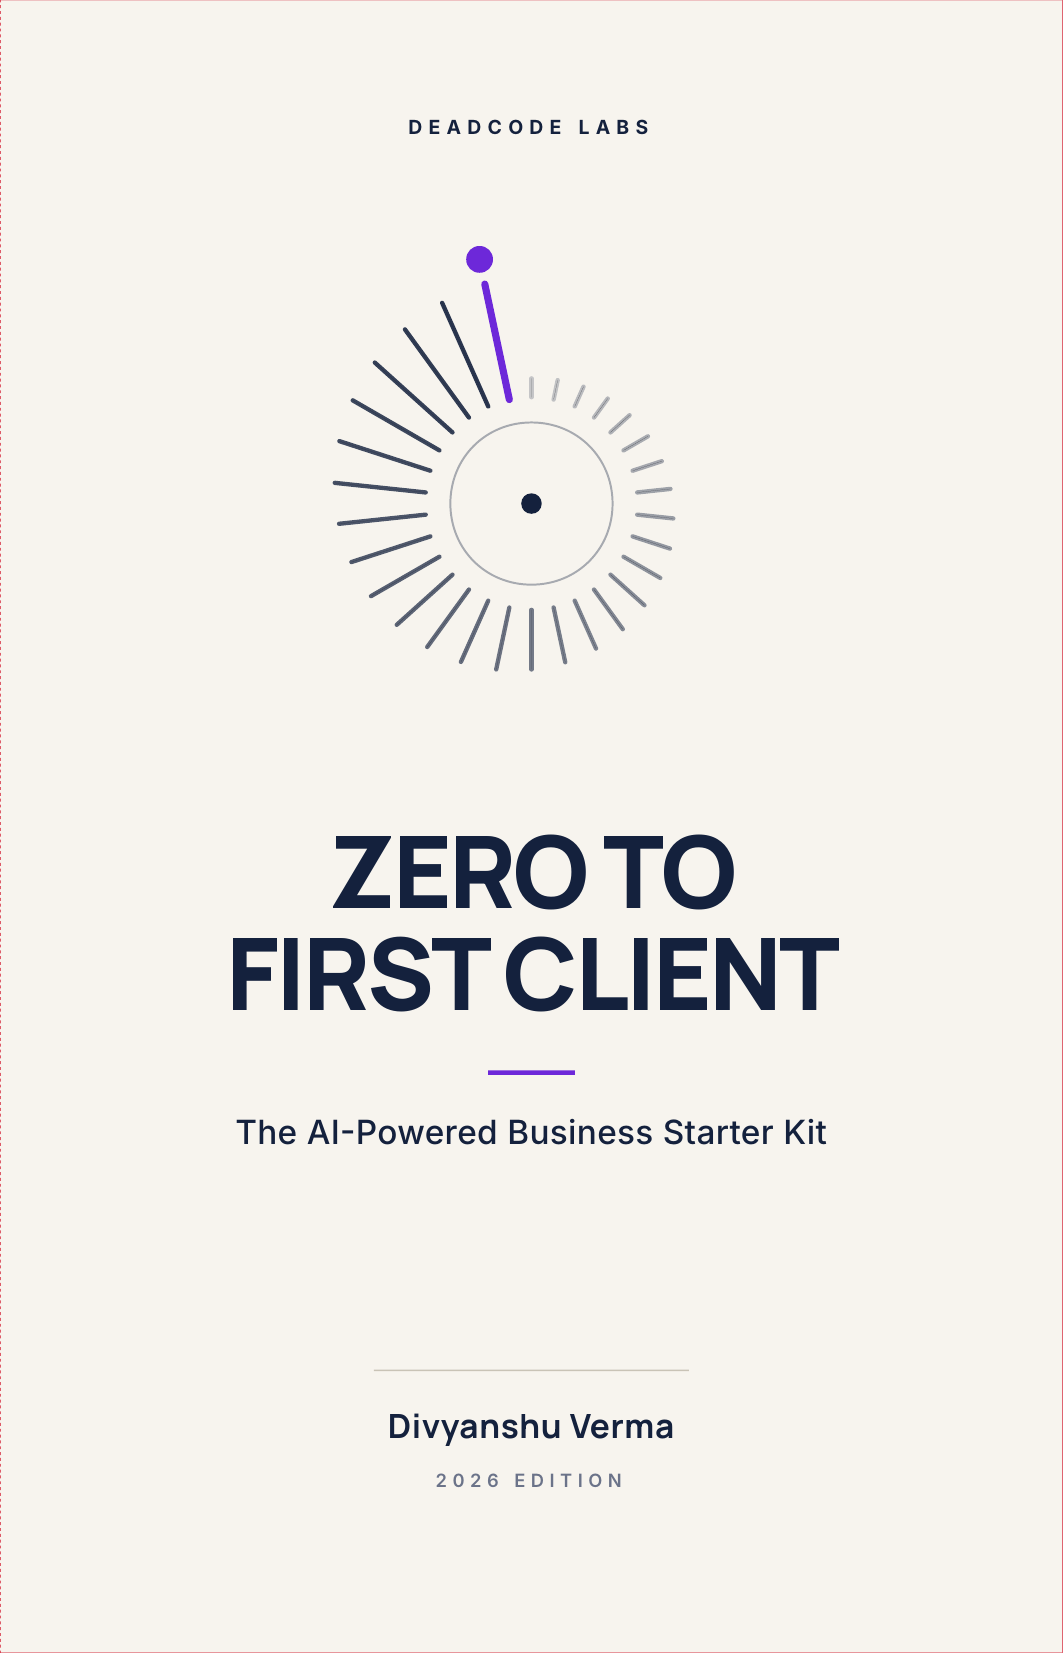 DEADCODE LABS
ZERO TO
FIRST CLIENT
The AI-Powered Business Starter Kit
Divyanshu Verma
2026 EDITION